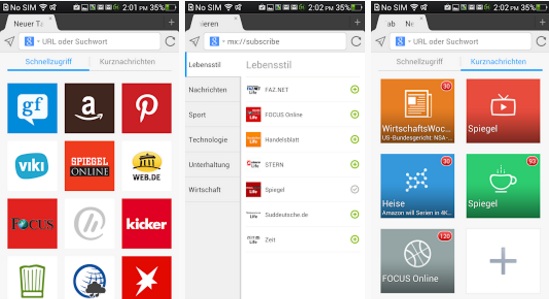 No SIM 2:01 PM 35%
Neuer Ta
URL oder Suchwort
Schnellzugriff Kurznachrichten
gf a
viki SPIEGEL ONLINE WEB.DE
FOCUS kicker
No SIM 2:02 PM 35%
ieren
mx://subscribe
Lebensstil Lebensstil
Nachrichten FAZ.NET
Sport FOCUS Online
Technologie Handelsblatt
Unterhaltung STERN
Wirtschaft Spiegel
Suddeutsche.de
Zeit
No SIM 2:02 PM 35%
ab Ne
URL oder Suchwort
Schnellzugriff Kurznachrichten
30
WirtschaftsWoc... Spiegel
US-Bundesgericht: NSA-
30 93
Heise Spiegel
Amazon will Serien in 4K...
120
FOCUS Online